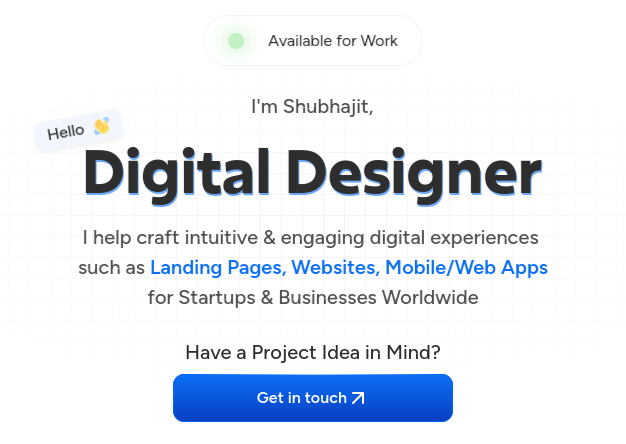 Available for Work
I'm Shubhajit,
Hello 👋
Digital Designer
I help craft intuitive & engaging digital experiences
such as Landing Pages, Websites, Mobile/Web Apps
for Startups & Businesses Worldwide
Have a Project Idea in Mind?
Get in touch